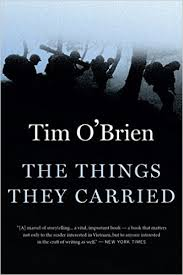 Tim O'Brien
THE THINGS
THEY CARRIED
"[A] marvel of storytelling... a vital, important book — a book that matters
not only to the reader interested in Vietnam, but to anyone interested
in the craft of writing as well." — NEW YORK TIMES